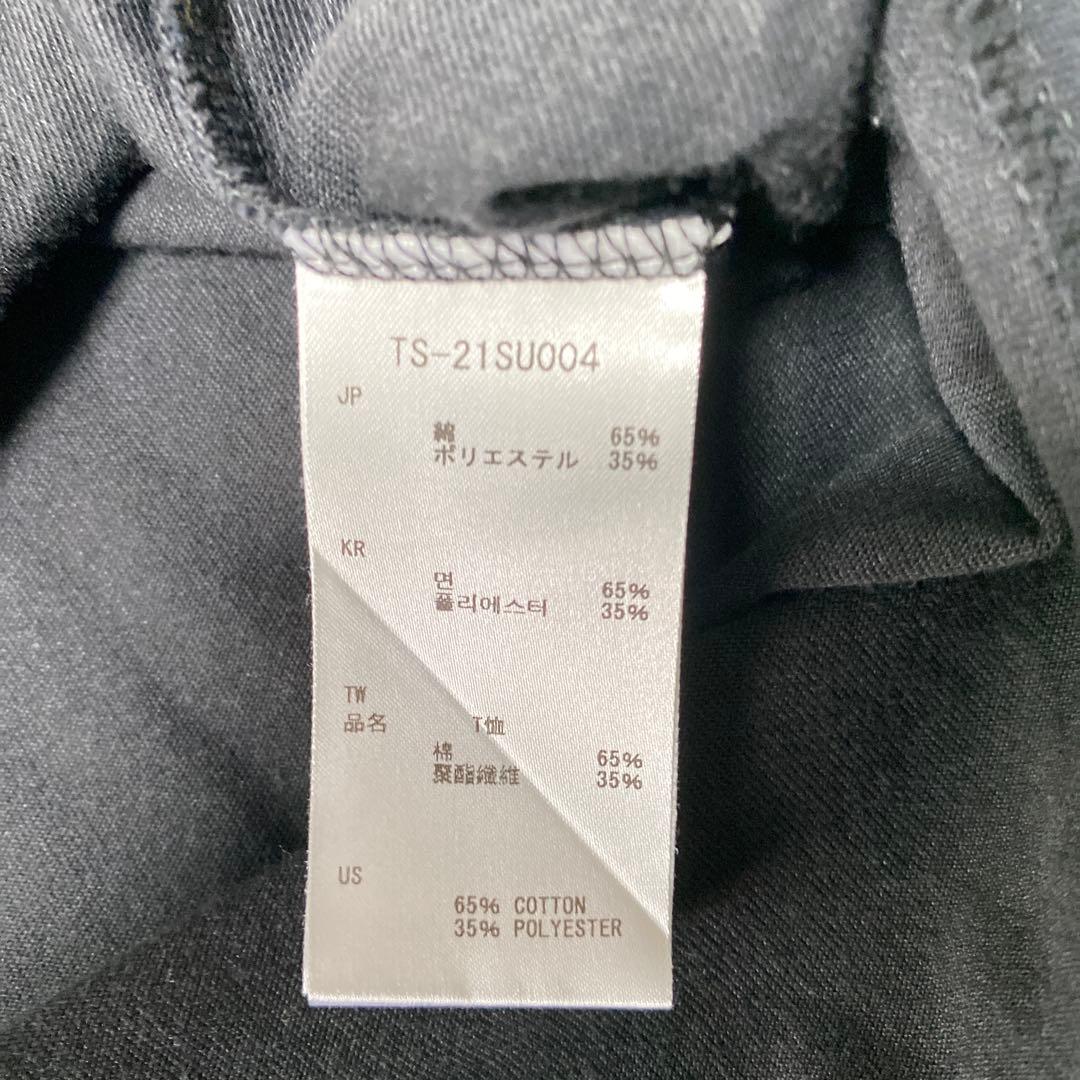 TS-21SU004
JP
綿 65%
ポリエステル 35%
KR
면 65%
폴리에스터 35%
TW
品名 T恤
棉 65%
聚酯纖維 35%
US
65% COTTON
35% POLYESTER